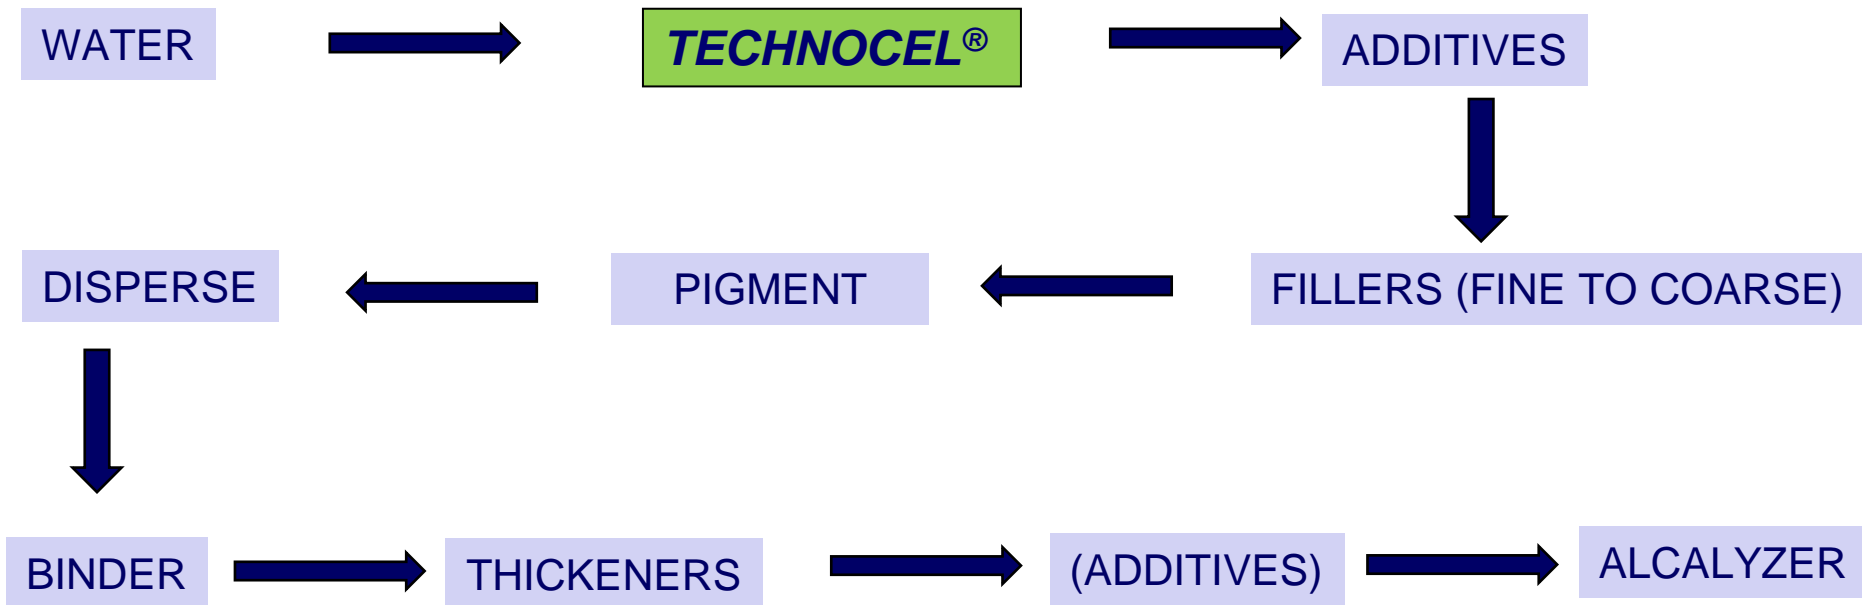 WATER
TECHNOCEL®
ADDITIVES
FILLERS (FINE TO COARSE)
PIGMENT
DISPERSE
BINDER
THICKENERS
(ADDITIVES)
ALCALYZER